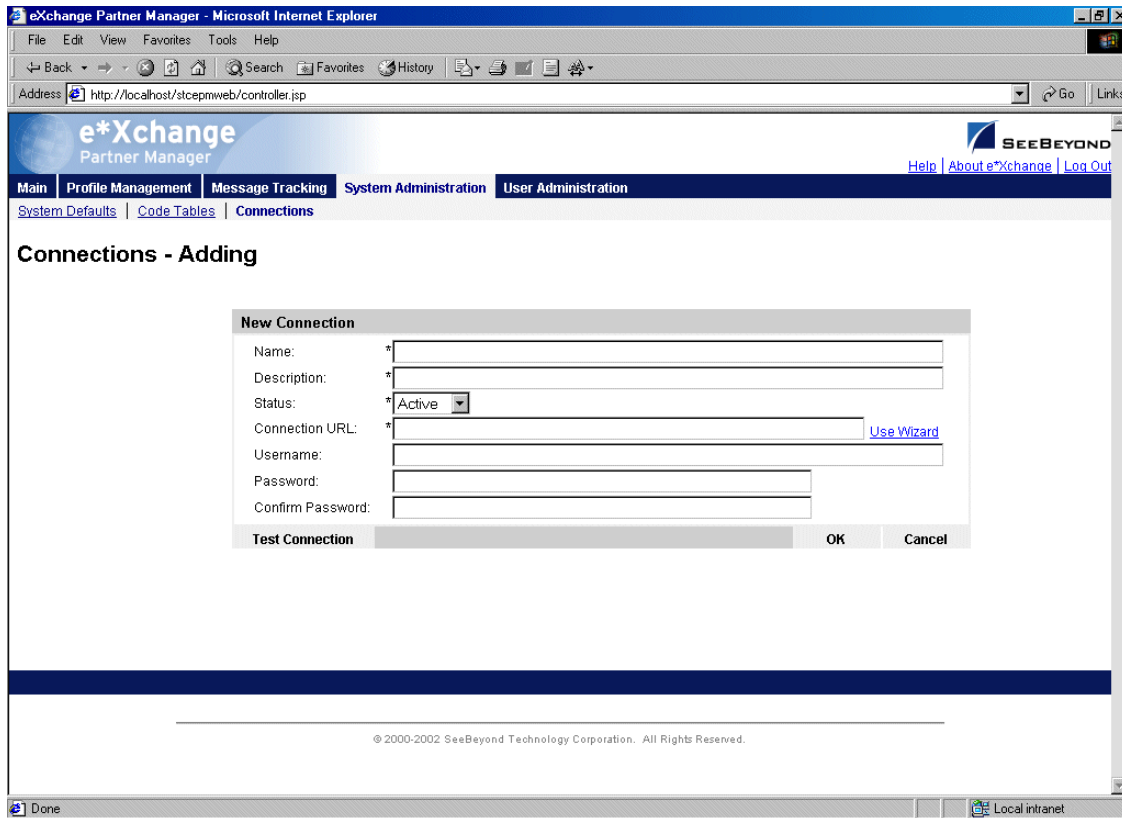 eXchange Partner Manager - Microsoft Internet Explorer
File Edit View Favorites Tools Help
Back Search Favorites History
Address http://localhost/stcepmweb/controller.jsp Go Links
e*Xchange
Partner Manager
SEEBEYOND
Help | About e*Xchange | Log Out
Main Profile Management Message Tracking System Administration User Administration
System Defaults | Code Tables | Connections
Connections - Adding
New Connection
Name: *
Description: *
Status: * Active
Connection URL: * Use Wizard
Username:
Password:
Confirm Password:
Test Connection OK Cancel
© 2000-2002 SeeBeyond Technology Corporation. All Rights Reserved.
Done Local intranet